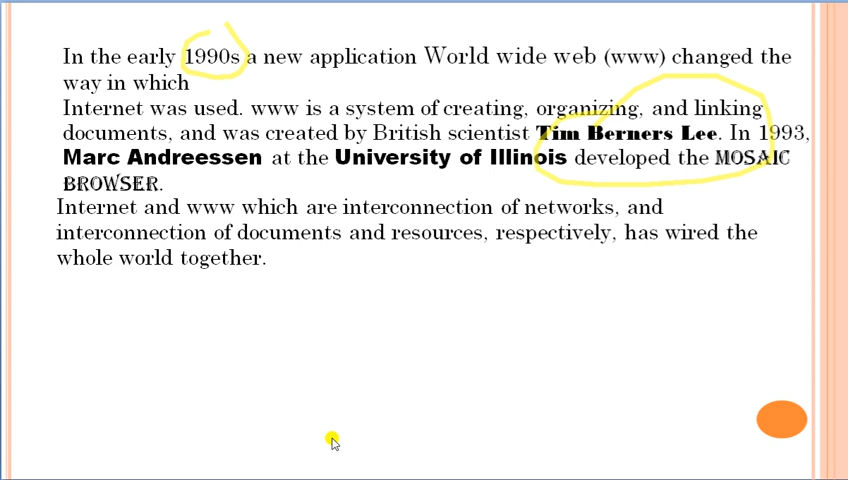 In the early 1990s a new application World wide web (www) changed the
way in which
Internet was used. www is a system of creating, organizing, and linking
documents, and was created by British scientist Tim Berners Lee. In 1993,
Marc Andreessen at the University of Illinois developed the MOSAIC
BROWSER.
Internet and www which are interconnection of networks, and
interconnection of documents and resources, respectively, has wired the
whole world together.